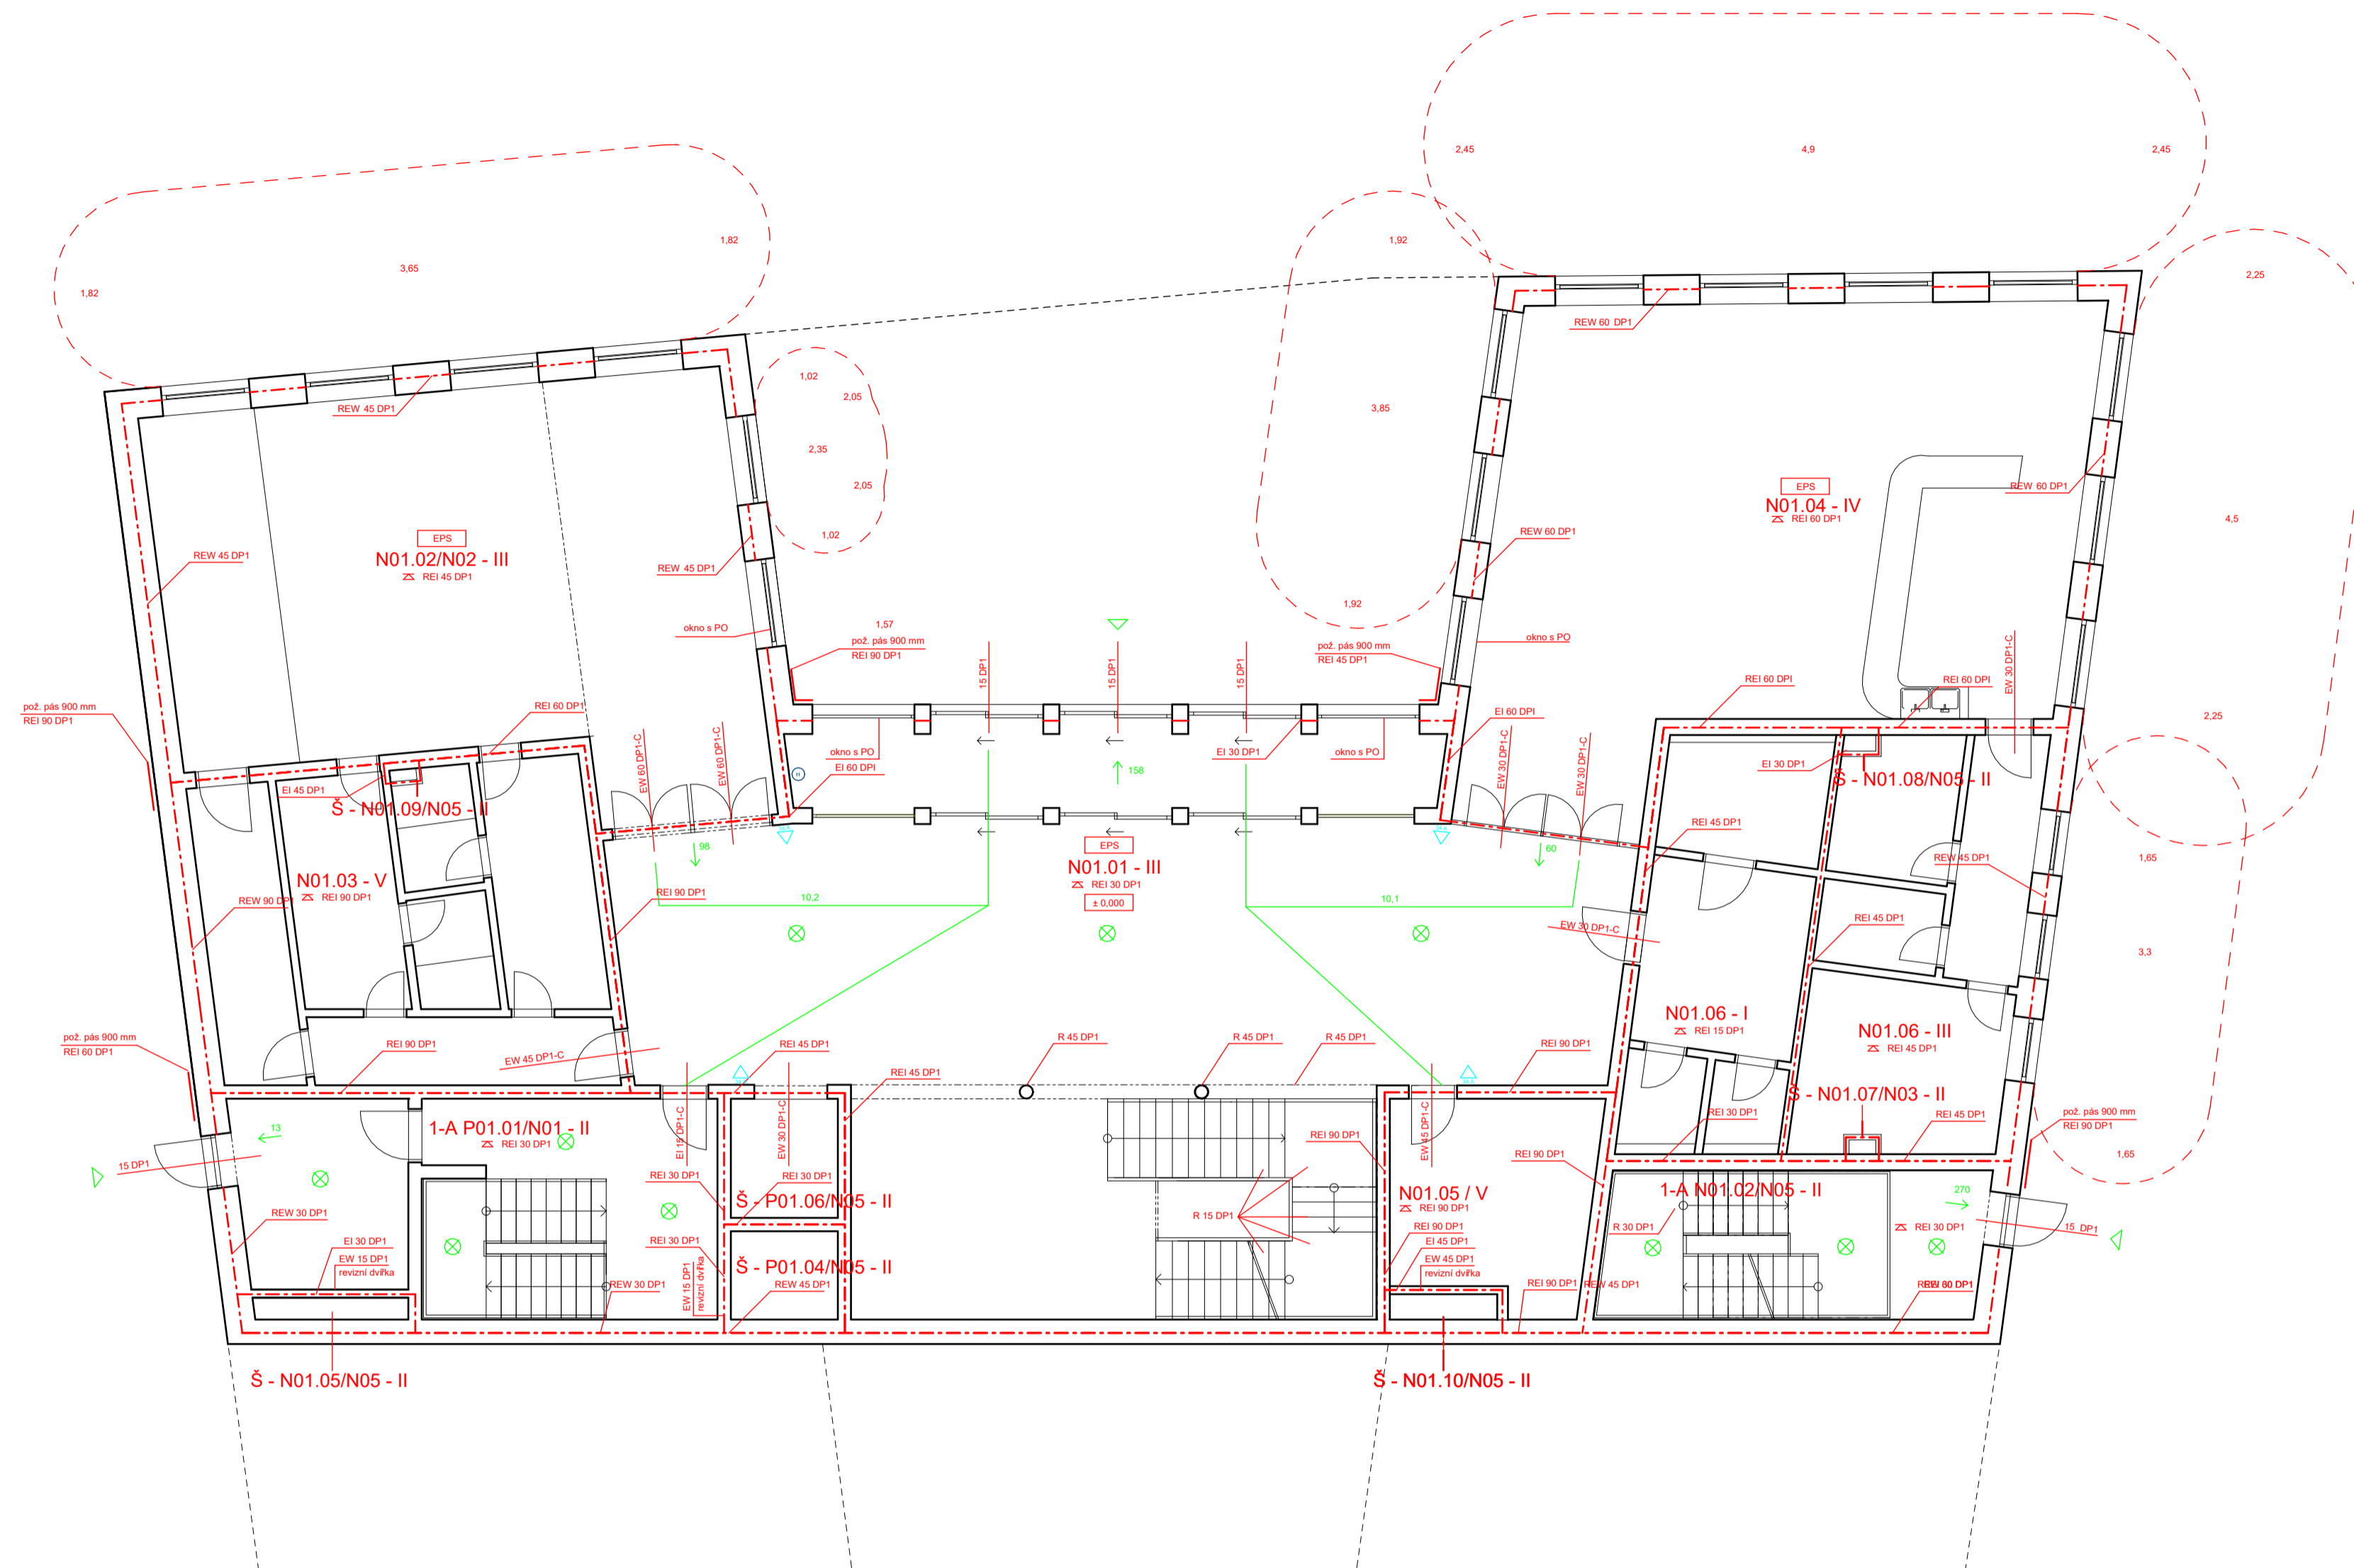 2,45
4,9
2,45
1,92
1,82
3,65
1,82
2,25
REW 60 DP1
1,02
2,05
REW 45 DP1
3,85
2,35
2,05
1,02
EPS
N01.04 - IV
REI 60 DP1
REW 60 DP1
4,5
EPS
N01.02/N02 - III
REI 45 DP1
REW 45 DP1
REW 45 DP1
REW 60 DP1
1,92
okno s PO
1,57
pož. pás 900 mm
REI 90 DP1
15 DP1
15 DP1
15 DP1
pož. pás 900 mm
REI 45 DP1
okno s PO
EW 30 DP1-C
REI 60 DPI
REI 60 DPI
pož. pás 900 mm
REI 90 DP1
REI 60 DP1
EI 60 DPI
2,25
EW 60 DP1-C
EW 60 DP1-C
okno s PO
EI 30 DP1
okno s PO
EW 30 DP1-C
EW 30 DP1-C
H
EI 60 DPI
158
EI 30 DP1
Š - N01.08/N05 - II
EI 45 DP1
Š - N01.09/N05 - II
REI 45 DP1
98
EPS
60
1,65
REW 45 DP1
N01.01 - III
REI 30 DP1
± 0,000
N01.03 - V
REI 90 DP1
REW 90 DP1
REI 90 DP1
10,2
10,1
EW 30 DP1-C
REI 45 DP1
3,3
N01.06 - I
REI 15 DP1
N01.06 - III
REI 45 DP1
pož. pás 900 mm
REI 60 DP1
REI 90 DP1
EW 45 DP1-C
REI 45 DP1
R 45 DP1
R 45 DP1
R 45 DP1
REI 90 DP1
REI 45 DP1
Š - N01.07/N03 - II
REI 30 DP1
REI 45 DP1
pož. pás 900 mm
REI 90 DP1
13
15 DP1
1-A P01.01/N01 - II
REI 30 DP1
EI 15 DP1-C
EW 30 DP1-C
REI 90 DP1
EW 45 DP1-C
REI 90 DP1
1,65
REI 30 DP1
REI 30 DP1
Š - P01.06/N05 - II
N01.05 / V
REI 90 DP1
1-A N01.02/N05 - II
270
REW 30 DP1
R 15 DP1
REI 90 DP1
R 30 DP1
REI 30 DP1
15 DP1
EI 30 DP1
EW 15 DP1
revizní dvířka
REI 30 DP1
EW 15 DP1
revizní dvířka
Š - P01.04/N05 - II
REW 45 DP1
REW 30 DP1
EI 45 DP1
EW 45 DP1
revizní dvířka
REI 90 DP1
REW 45 DP1
Š - N01.05/N05 - II
Š - N01.10/N05 - II